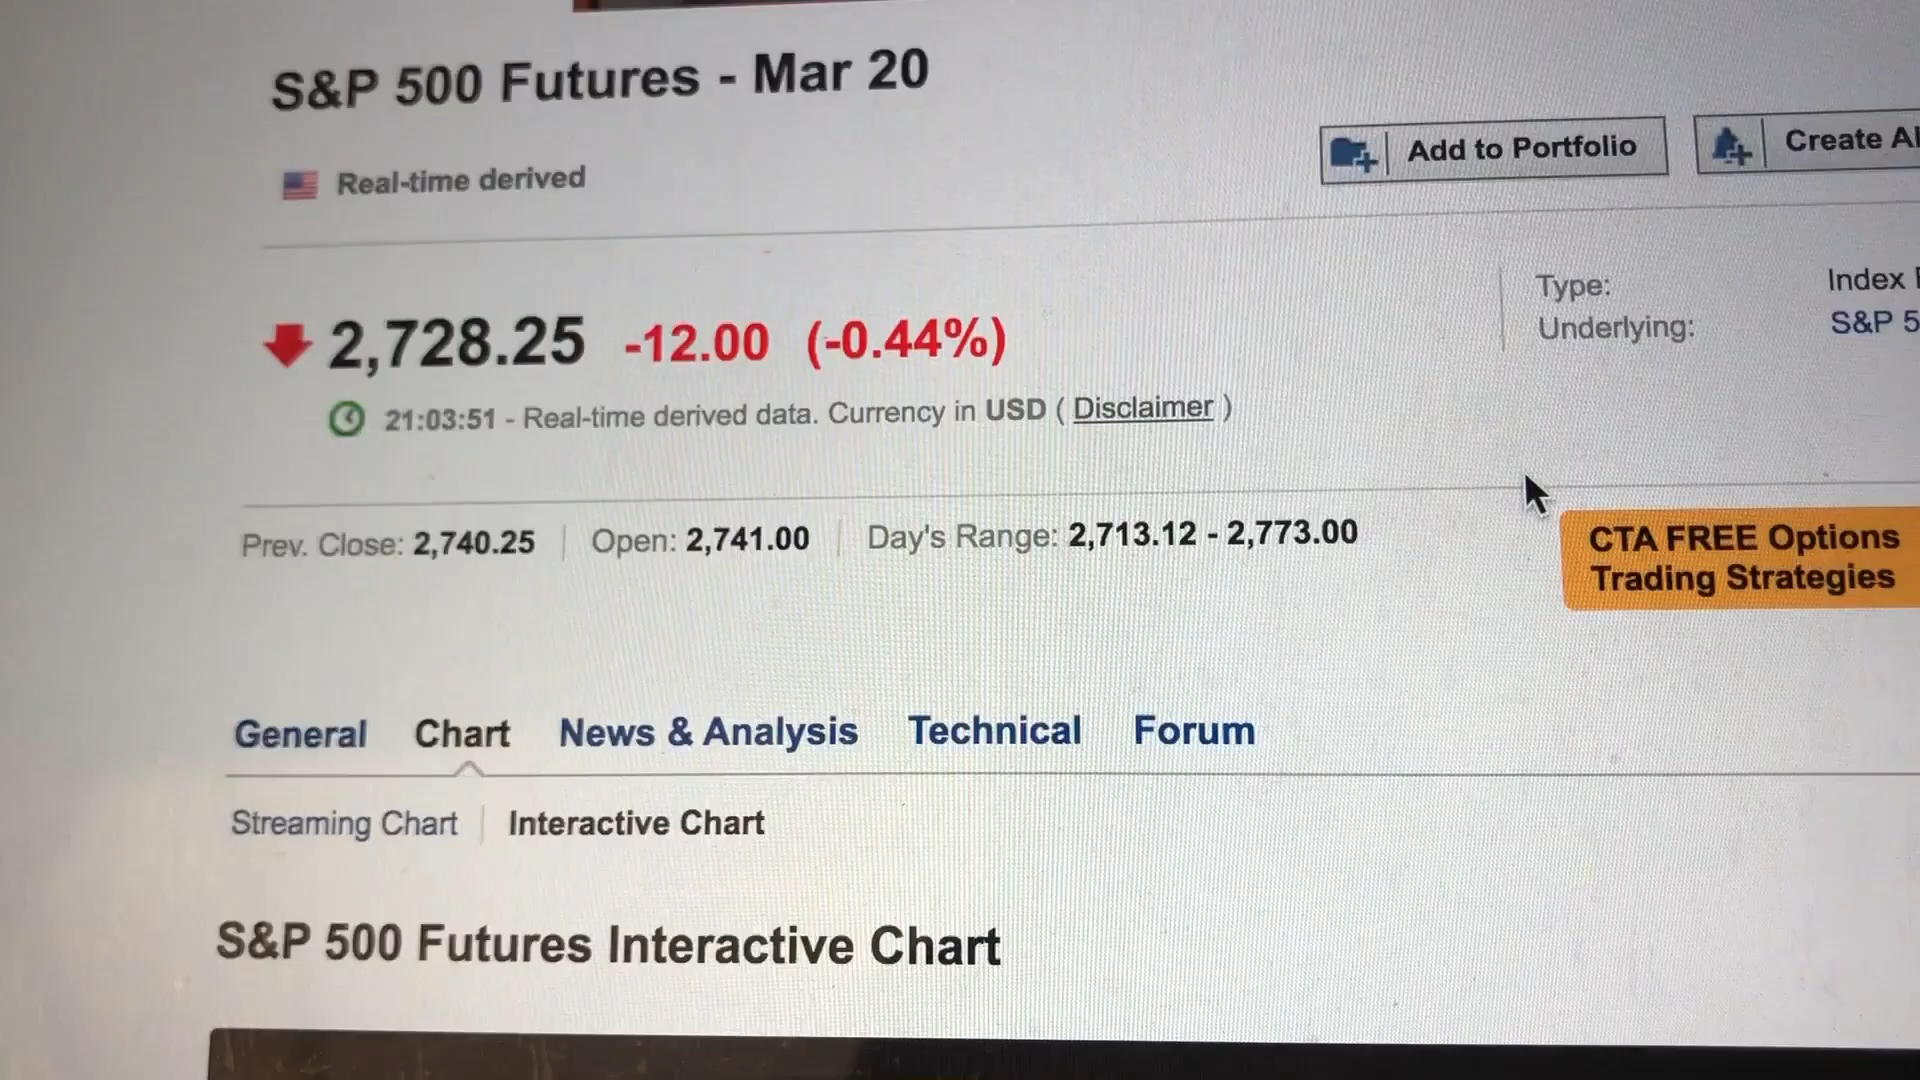 S&P 500 Futures - Mar 20
Add to Portfolio
Create
Real-time derived
Type: Index
Underlying: S&P
2,728.25 -12.00 (-0.44%)
21:03:51 - Real-time derived data. Currency in USD ( Disclaimer )
Prev. Close: 2,740.25 Open: 2,741.00 Day's Range: 2,713.12 - 2,773.00
CTA FREE Options
Trading Strategies
General Chart News & Analysis Technical Forum
Streaming Chart Interactive Chart
S&P 500 Futures Interactive Chart